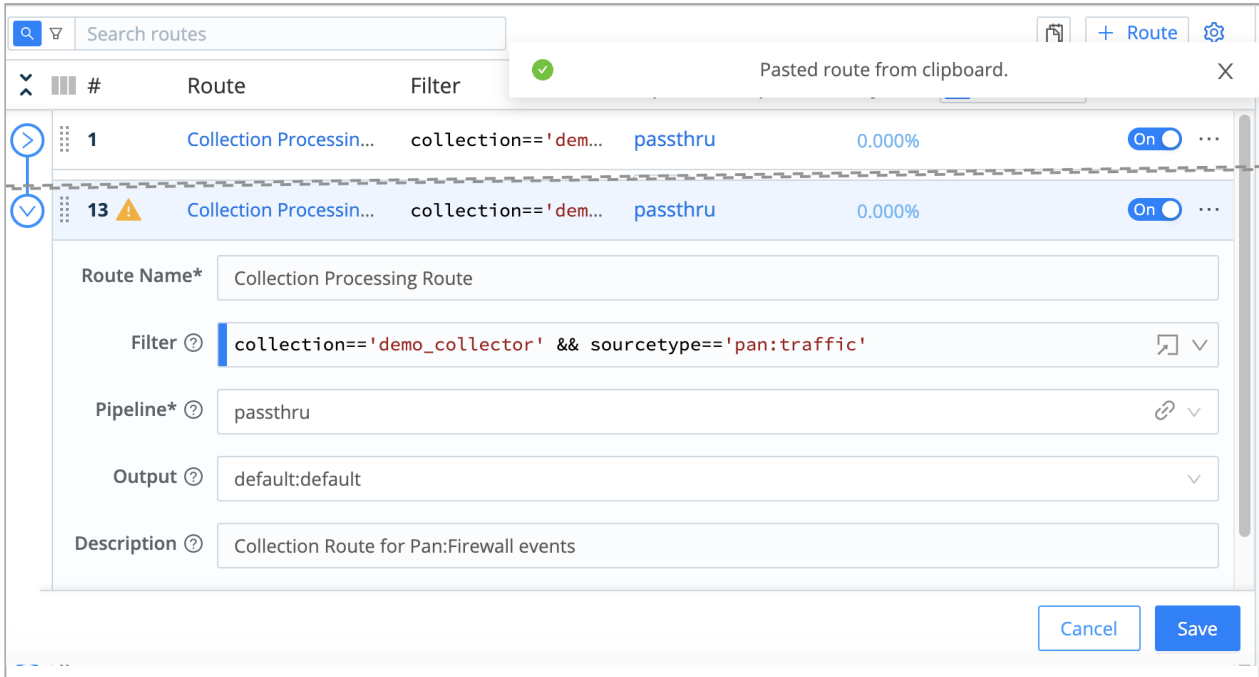 Search routes
+ Route
Pasted route from clipboard.
# Route Filter
1 Collection Processin... collection=='dem... passthru 0.000% On ...
13 Collection Processin... collection=='dem... passthru 0.000% On ...
Route Name* Collection Processing Route
Filter ? collection=='demo_collector' && sourcetype=='pan:traffic'
Pipeline* ? passthru
Output ? default:default
Description ? Collection Route for Pan:Firewall events
Cancel Save